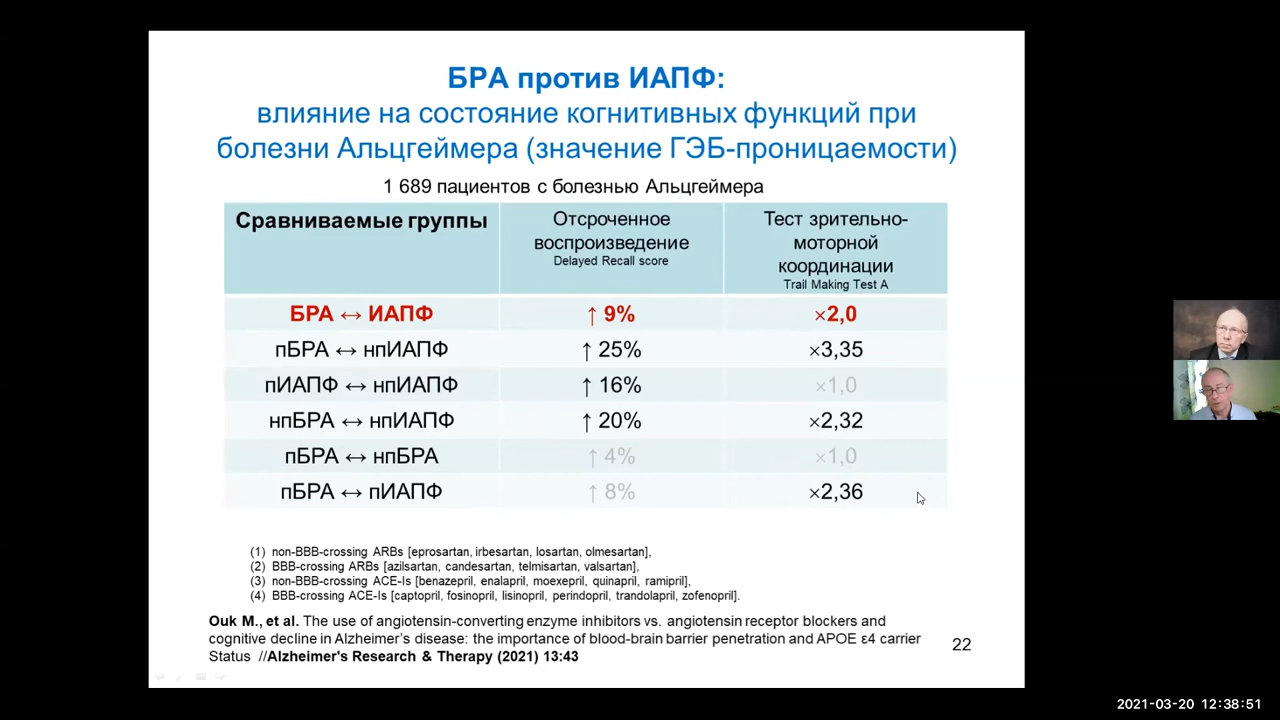 БРА против ИАПФ:
влияние на состояние когнитивных функций при
болезни Альцгеймера (значение ГЭБ-проницаемости)
1 689 пациентов с болезнью Альцгеймера
Сравниваемые группы
Отсроченное
воспроизведение
Delayed Recall score
Тест зрительно-
моторной
координации
Trail Making Test A
БРА ↔ ИАПФ ↑ 9% ×2,0
пБРА ↔ нпИАПФ ↑ 25% ×3,35
пИАПФ ↔ нпИАПФ ↑ 16% ×1,0
нпБРА ↔ нпИАПФ ↑ 20% ×2,32
пБРА ↔ нпБРА ↑ 4% ×1,0
пБРА ↔ пИАПФ ↑ 8% ×2,36
(1) non-BBB-crossing ARBs [eprosartan, irbesartan, losartan, olmesartan],
(2) BBB-crossing ARBs [azilsartan, candesartan, telmisartan, valsartan],
(3) non-BBB-crossing ACE-Is [benazepril, enalapril, moexepril, quinapril, ramipril],
(4) BBB-crossing ACE-Is [captopril, fosinopril, lisinopril, perindopril, trandolapril, zofenopril].
Ouk M., et al. The use of angiotensin-converting enzyme inhibitors vs. angiotensin receptor blockers and
cognitive decline in Alzheimer's disease: the importance of blood-brain barrier penetration and APOE ε4 carrier
Status //Alzheimer's Research & Therapy (2021) 13:43
22
2021-03-20 12:38:51